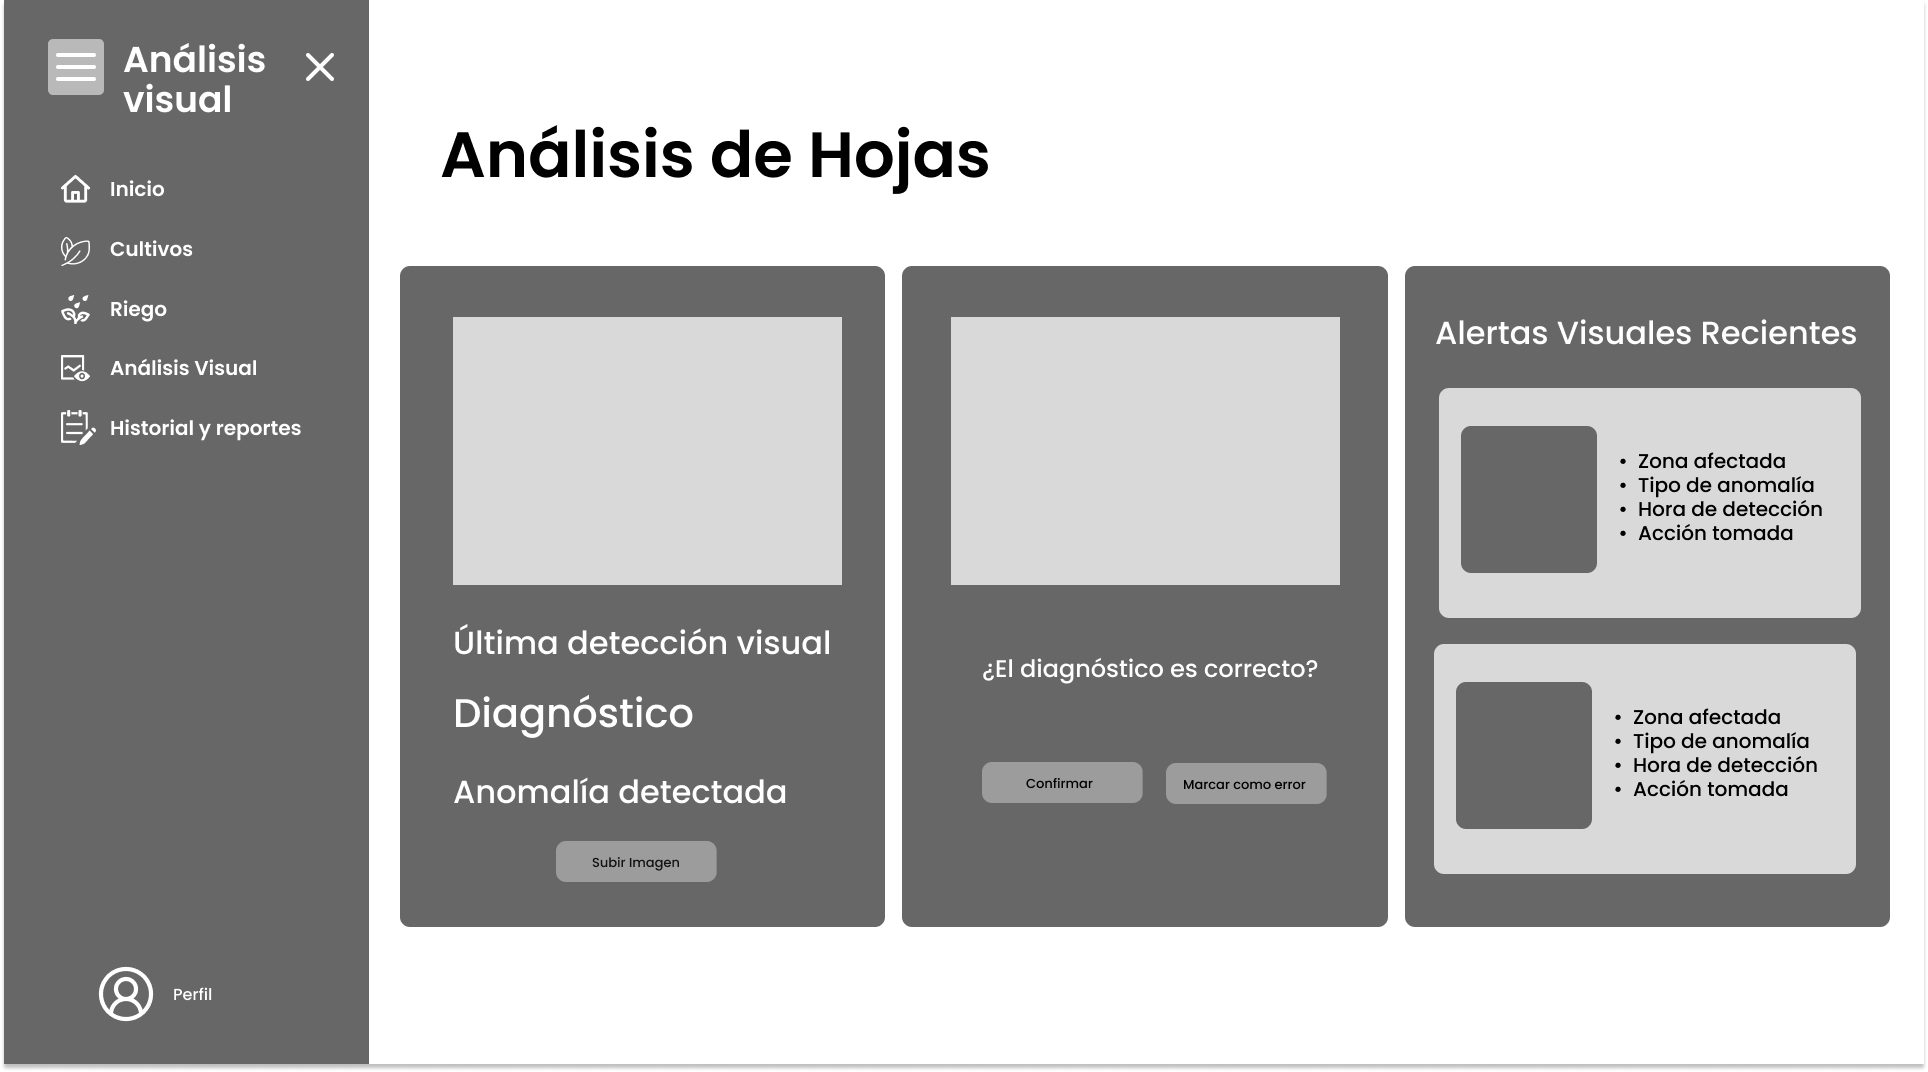 Análisis
visual
Inicio
Cultivos
Riego
Análisis Visual
Historial y reportes
Perfil
Análisis de Hojas
Última detección visual
Diagnóstico
Anomalía detectada
Subir Imagen
¿El diagnóstico es correcto?
Confirmar
Marcar como error
Alertas Visuales Recientes
• Zona afectada
• Tipo de anomalía
• Hora de detección
• Acción tomada
• Zona afectada
• Tipo de anomalía
• Hora de detección
• Acción tomada